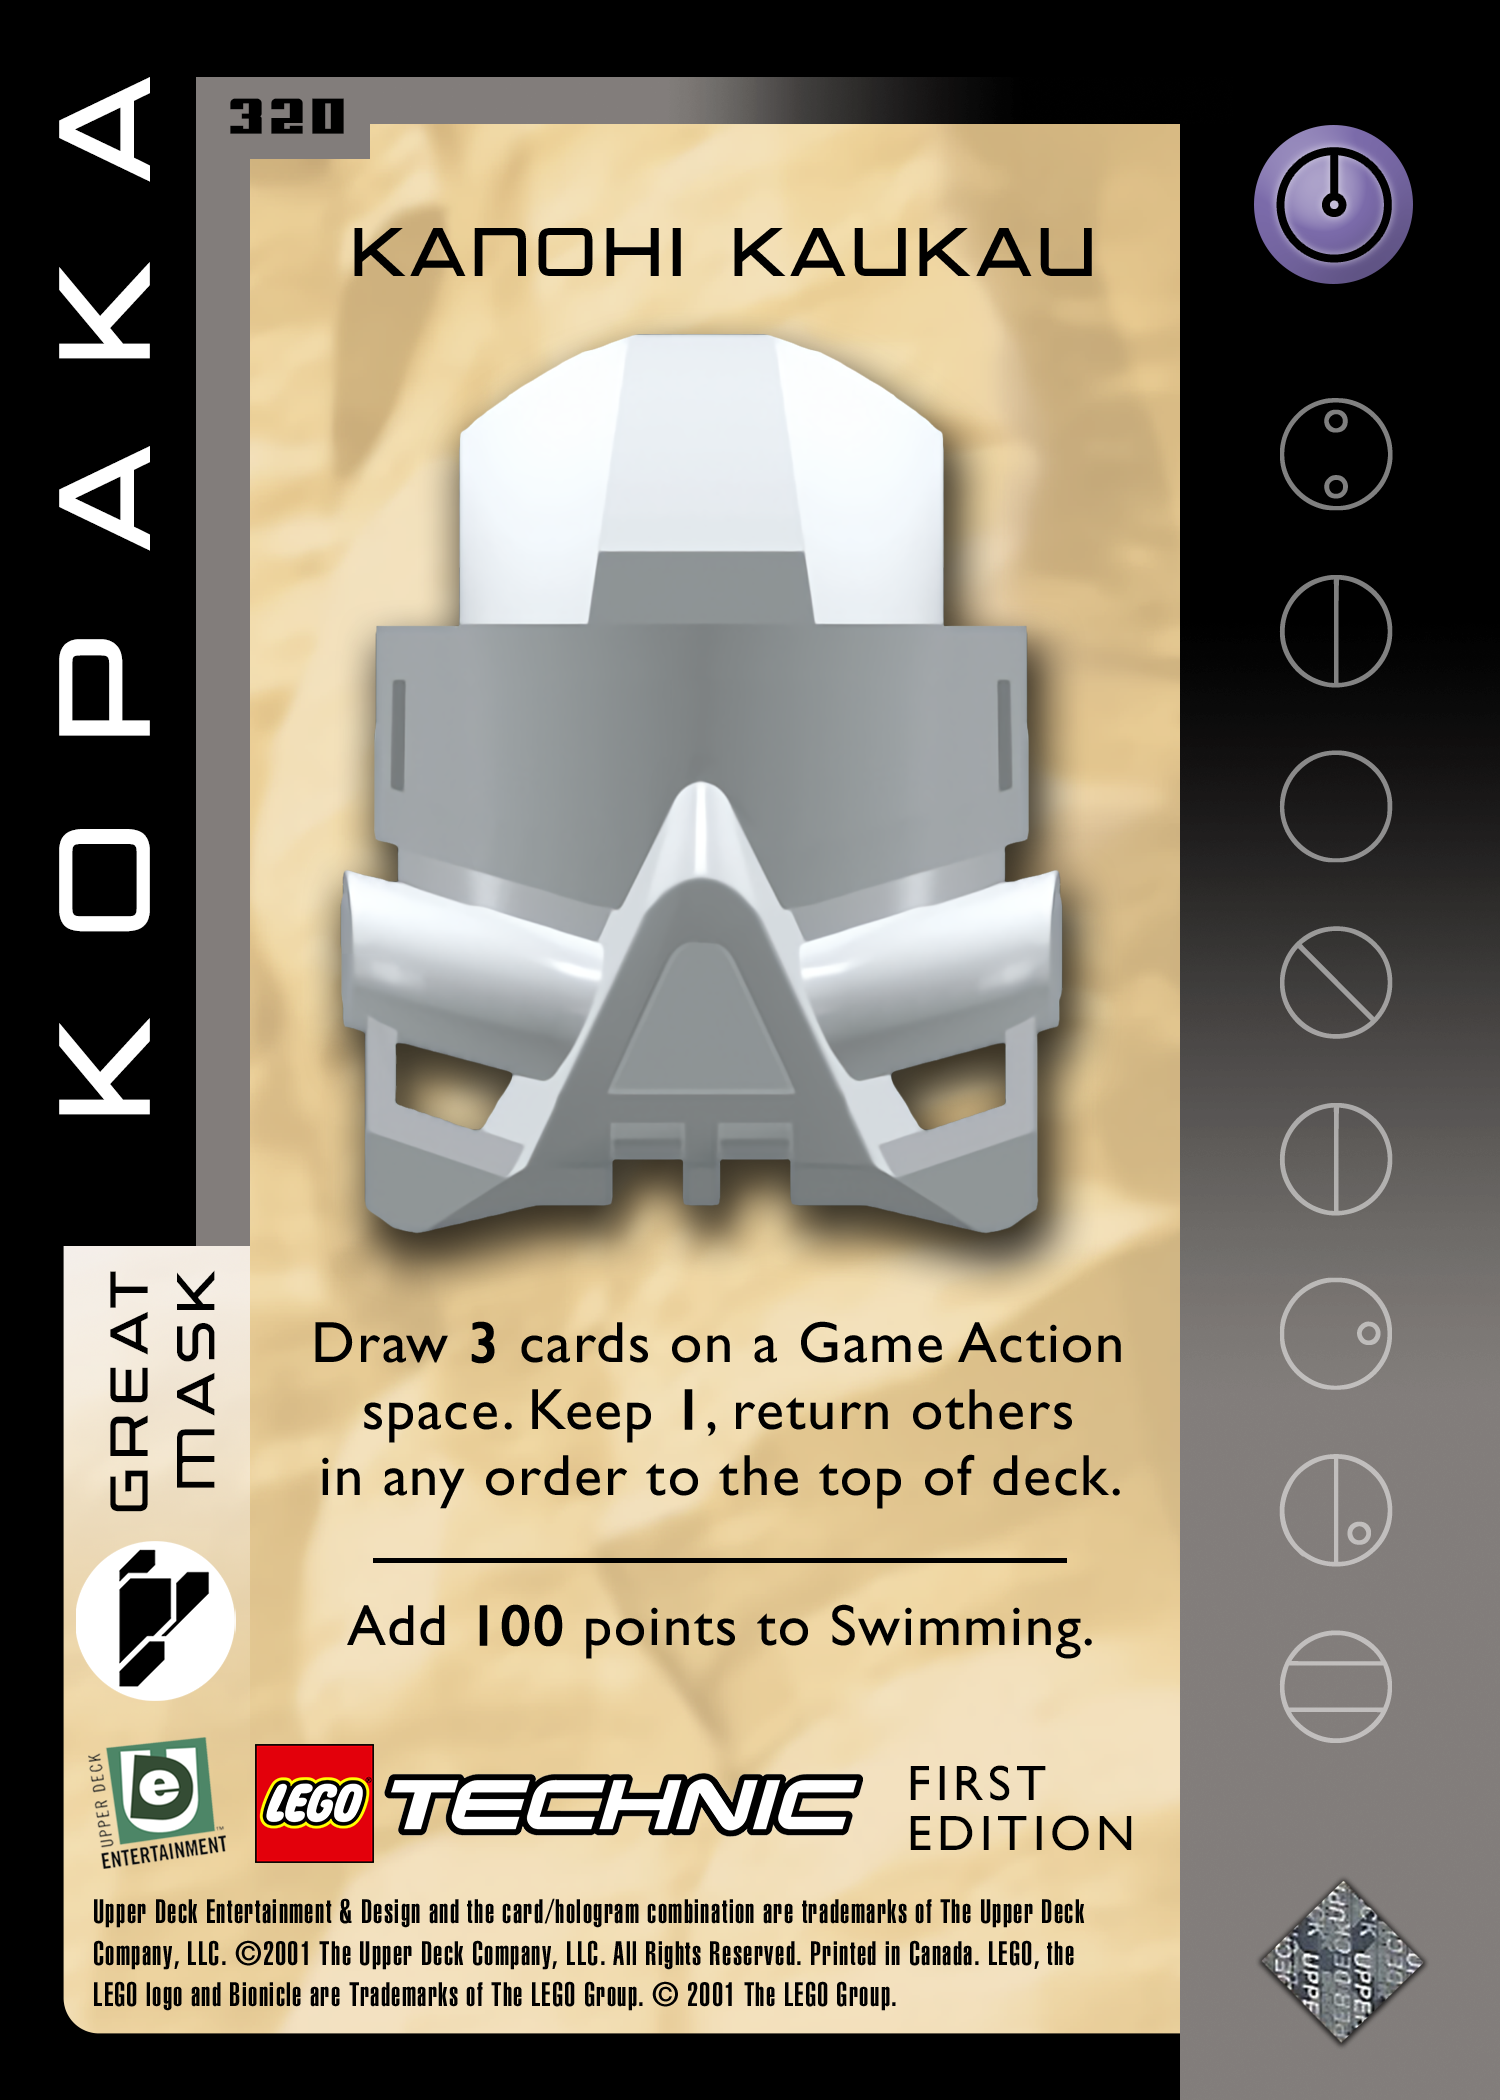 KOPAKA
320
KANOHI KAUKAU
GREAT
MASK
Draw 3 cards on a Game Action
space. Keep 1, return others
in any order to the top of deck.
Add 100 points to Swimming.
UPPER DECK
e
ENTERTAINMENT™
LEGO TECHNIC
FIRST
EDITION
Upper Deck Entertainment & Design and the card/hologram combination are trademarks of The Upper Deck
Company, LLC. ©2001 The Upper Deck Company, LLC. All Rights Reserved. Printed in Canada. LEGO, the
LEGO logo and Bionicle are Trademarks of The LEGO Group. © 2001 The LEGO Group.